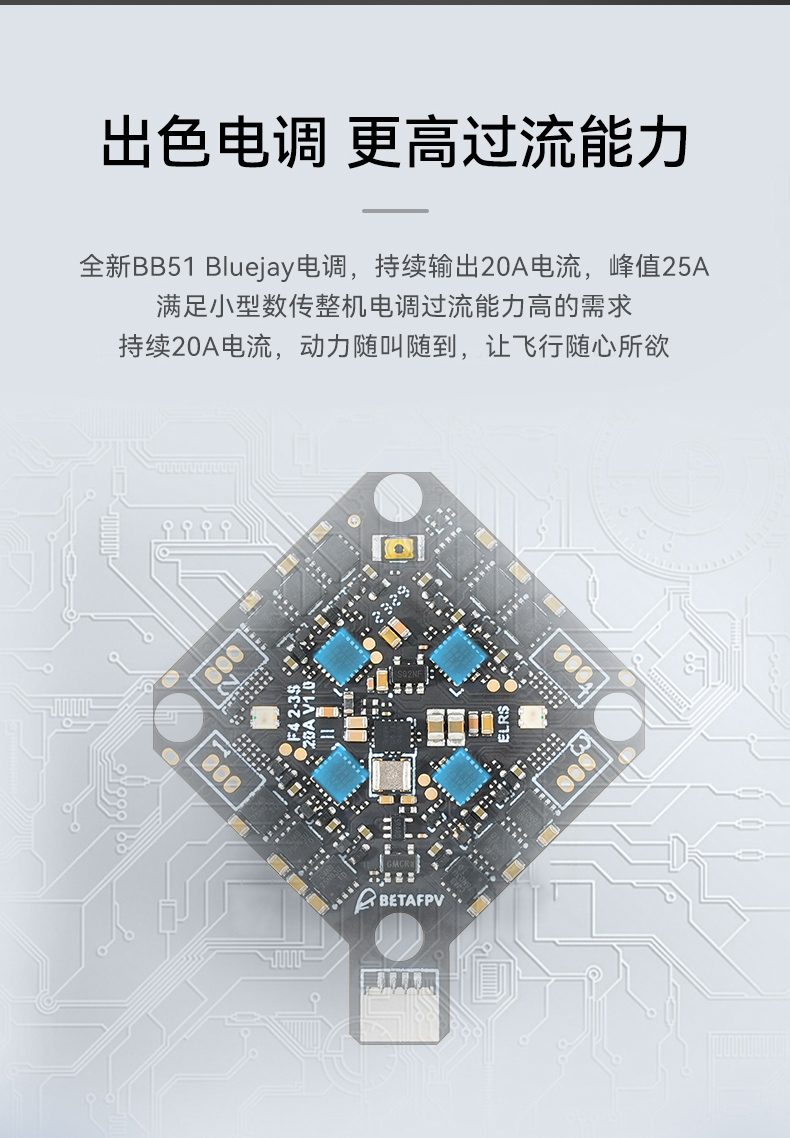 出色电调 更高过流能力
全新BB51 Bluejay电调，持续输出20A电流，峰值25A
满足小型数传整机电调过流能力高的需求
持续20A电流，动力随叫随到，让飞行随心所欲
S02NF
2
4
F4 2-3S
20A V1.0
ELRS
1
3
GMCRx
BETAFPV